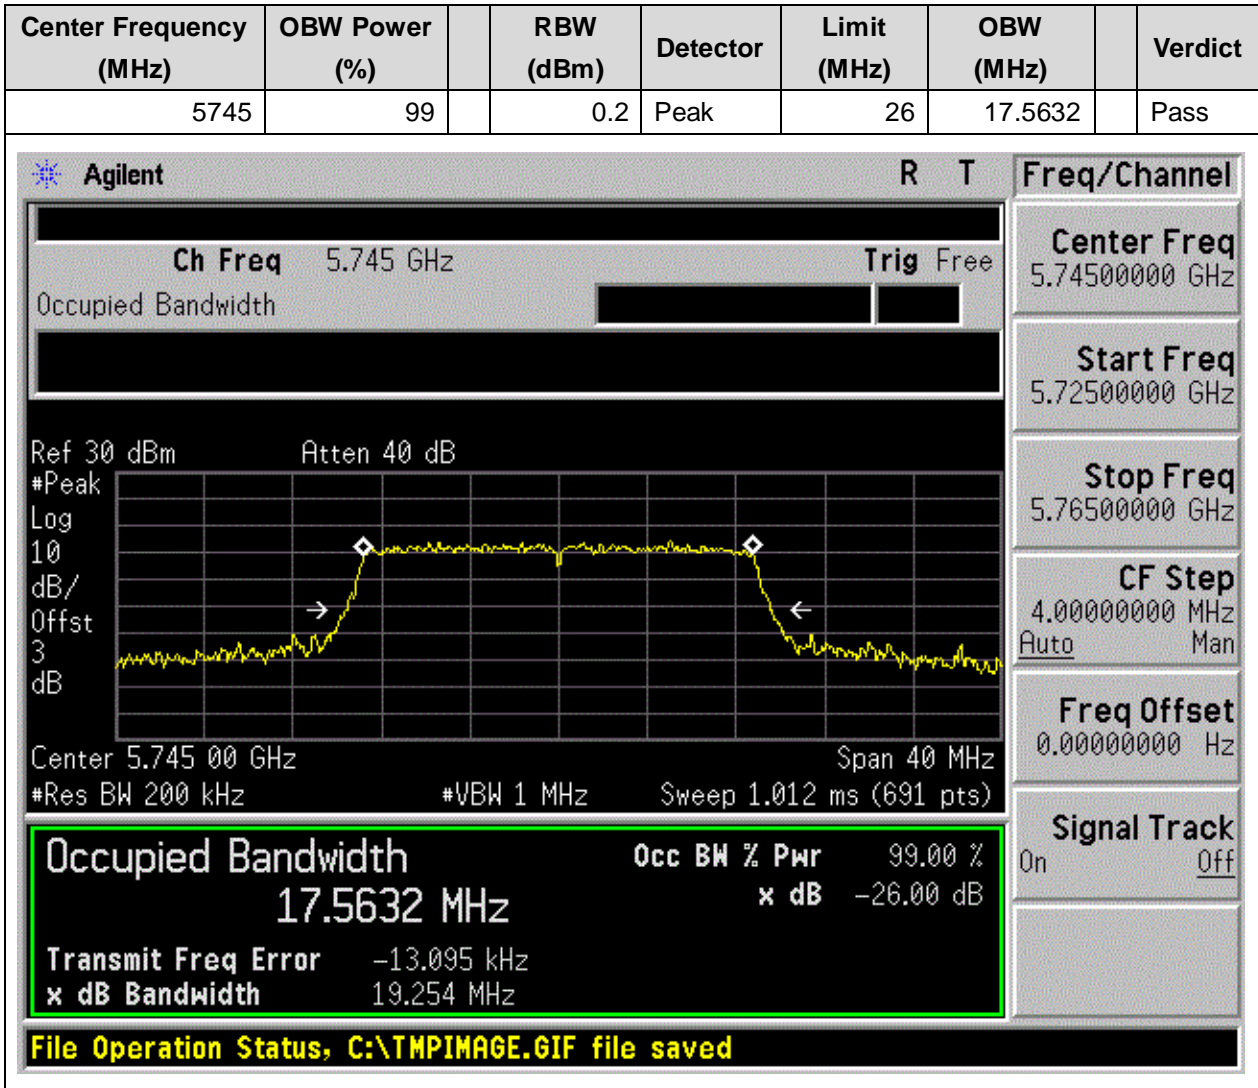 Center Frequency (MHz) OBW Power (%) RBW (dBm) Detector Limit (MHz) OBW (MHz) Verdict
5745 99 0.2 Peak 26 17.5632 Pass
Agilent R T Freq/Channel
Ch Freq 5.745 GHz Trig Free
Occupied Bandwidth
Center Freq
5.74500000 GHz
Start Freq
5.72500000 GHz
Stop Freq
5.76500000 GHz
CF Step
4.00000000 MHz
Auto Man
Freq Offset
0.00000000 Hz
Signal Track
On Off
Ref 30 dBm Atten 40 dB
#Peak
Log
10
dB/
Offst
3
dB
Center 5.745 00 GHz Span 40 MHz
#Res BW 200 kHz #VBW 1 MHz Sweep 1.012 ms (691 pts)
Occupied Bandwidth Occ BW % Pwr 99.00 %
17.5632 MHz x dB -26.00 dB
Transmit Freq Error -13.095 kHz
x dB Bandwidth 19.254 MHz
File Operation Status, C:\TMPIMAGE.GIF file saved